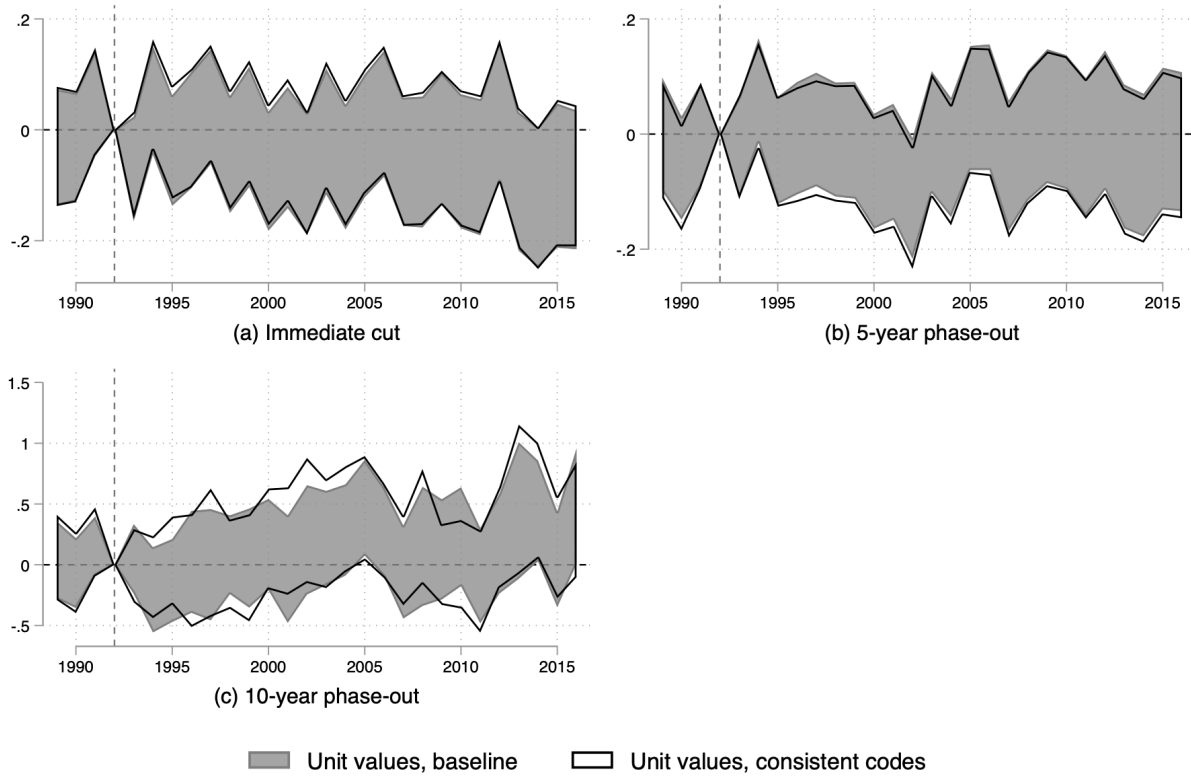 .2
0
-.2
1990 1995 2000 2005 2010 2015
(a) Immediate cut
.2
0
-.2
1990 1995 2000 2005 2010 2015
(b) 5-year phase-out
1.5
1
.5
0
-.5
1990 1995 2000 2005 2010 2015
(c) 10-year phase-out
Unit values, baseline Unit values, consistent codes